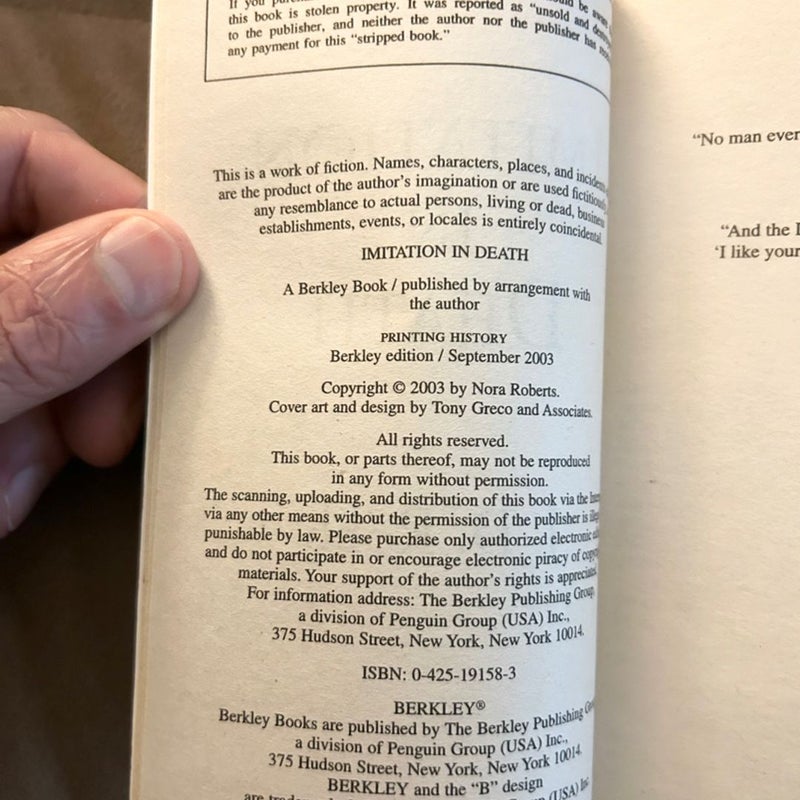 If you
this book is stolen property. It was reported as “unsold and
to the publisher, and neither the author nor the publisher has
any payment for this “stripped book.”
This is a work of fiction. Names, characters, places, and
are the product of the author’s imagination or are used
any resemblance to actual persons, living or dead, business
establishments, events, or locales is entirely coincidental.
IMITATION IN DEATH
A Berkley Book / published by arrangement with
the author
PRINTING HISTORY
Berkley edition / September 2003
Copyright © 2003 by Nora Roberts.
Cover art and design by Tony Greco and Associates.
All rights reserved.
This book, or parts thereof, may not be reproduced
in any form without permission.
The scanning, uploading, and distribution of this book via the
via any other means without the permission of the publisher is
punishable by law. Please purchase only authorized electronic
and do not participate in or encourage electronic piracy of
materials. Your support of the author’s rights is appreciated.
For information address: The Berkley Publishing Group,
a division of Penguin Group (USA) Inc.,
375 Hudson Street, New York, New York 10014.
ISBN: 0-425-19158-3
BERKLEY®
Berkley Books are published by The Berkley Publishing
a division of Penguin Group (USA) Inc.,
375 Hudson Street, New York, New York 10014.
BERKLEY and the “B” design
are (USA) Inc.
“No man ever
“And the
‘I like your